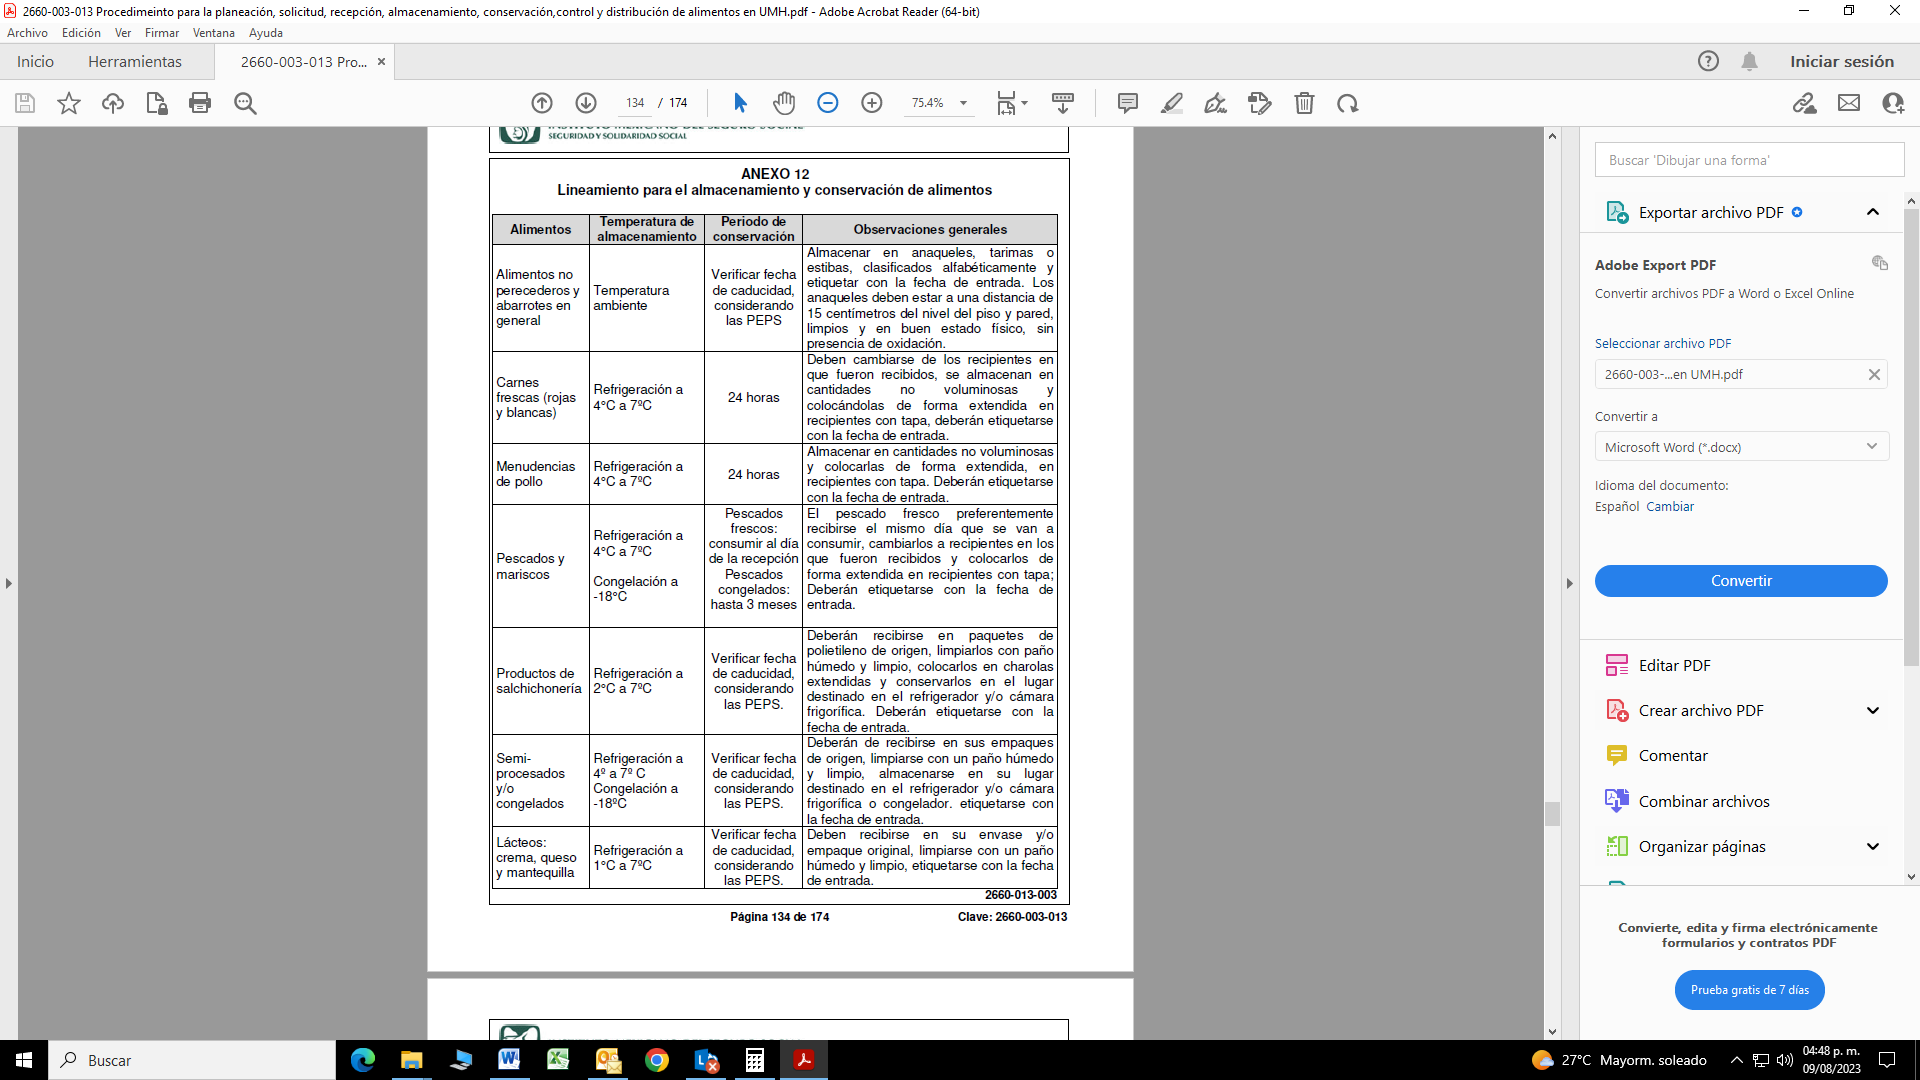 2660-003-013 Procedimeinto para la planeación, solicitud, recepción, almacenamiento, conservación,control y distribución de alimentos en UMH.pdf - Adobe Acrobat Reader (64-bit)
Archivo Edición Ver Firmar Ventana Ayuda
Inicio Herramientas 2660-003-013 Pro... Iniciar sesión
134 / 174 75.4%
SEGURIDAD Y SOLIDARIDAD SOCIAL
ANEXO 12
Lineamiento para el almacenamiento y conservación de alimentos
Alimentos
Temperatura de
almacenamiento
Periodo de
conservación
Observaciones generales
Alimentos no
perecederos y
abarrotes en
general
Temperatura
ambiente
Verificar fecha
de caducidad,
considerando
las PEPS
Almacenar en anaqueles, tarimas o
estibas, clasificados alfabéticamente y
etiquetar con la fecha de entrada. Los
anaqueles deben estar a una distancia de
15 centímetros del nivel del piso y pared,
limpios y en buen estado físico, sin
presencia de oxidación.
Carnes
frescas (rojas
y blancas)
Refrigeración a
4°C a 7ºC
24 horas
Deben cambiarse de los recipientes en
que fueron recibidos, se almacenan en
cantidades no voluminosas y
colocándolas de forma extendida en
recipientes con tapa, deberán etiquetarse
con la fecha de entrada.
Menudencias
de pollo
Refrigeración a
4°C a 7ºC
24 horas
Almacenar en cantidades no voluminosas
y colocarlas de forma extendida, en
recipientes con tapa. Deberán etiquetarse
con la fecha de entrada.
Pescados y
mariscos
Refrigeración a
4°C a 7ºC
Congelación a
-18°C
Pescados
frescos:
consumir al día
de la recepción
Pescados
congelados:
hasta 3 meses
El pescado fresco preferentemente
recibirse el mismo día que se van a
consumir, cambiarlos a recipientes en los
que fueron recibidos y colocarlos de
forma extendida en recipientes con tapa;
Deberán etiquetarse con la fecha de
entrada.
Productos de
salchichonería
Refrigeración a
2°C a 7ºC
Verificar fecha
de caducidad,
considerando
las PEPS.
Deberán recibirse en paquetes de
polietileno de origen, limpiarlos con paño
húmedo y limpio, colocarlos en charolas
extendidas y conservarlos en el lugar
destinado en el refrigerador y/o cámara
frigorífica. Deberán etiquetarse con la
fecha de entrada.
Semi-
procesados
y/o
congelados
Refrigeración a
4º a 7º C
Congelación a
-18ºC
Verificar fecha
de caducidad,
considerando
las PEPS.
Deberán de recibirse en sus empaques
de origen, limpiarse con un paño húmedo
y limpio, almacenarse en su lugar
destinado en el refrigerador y/o cámara
frigorífica o congelador. etiquetarse con
la fecha de entrada.
Lácteos:
crema, queso
y mantequilla
Refrigeración a
1°C a 7ºC
Verificar fecha
de caducidad,
considerando
las PEPS.
Deben recibirse en su envase y/o
empaque original, limpiarse con un paño
húmedo y limpio, etiquetarse con la fecha
de entrada.
2660-013-003
Página 134 de 174 Clave: 2660-003-013
Buscar 'Dibujar una forma'
Exportar archivo PDF
Adobe Export PDF
Convertir archivos PDF a Word o Excel Online
Seleccionar archivo PDF
2660-003-...en UMH.pdf
Convertir a
Microsoft Word (*.docx)
Idioma del documento:
Español Cambiar
Convertir
Editar PDF
Crear archivo PDF
Comentar
Combinar archivos
Organizar páginas
Convierte, edita y firma electrónicamente
formularios y contratos PDF
Prueba gratis de 7 días
Buscar
27°C Mayorm. soleado
04:48 p. m.
09/08/2023